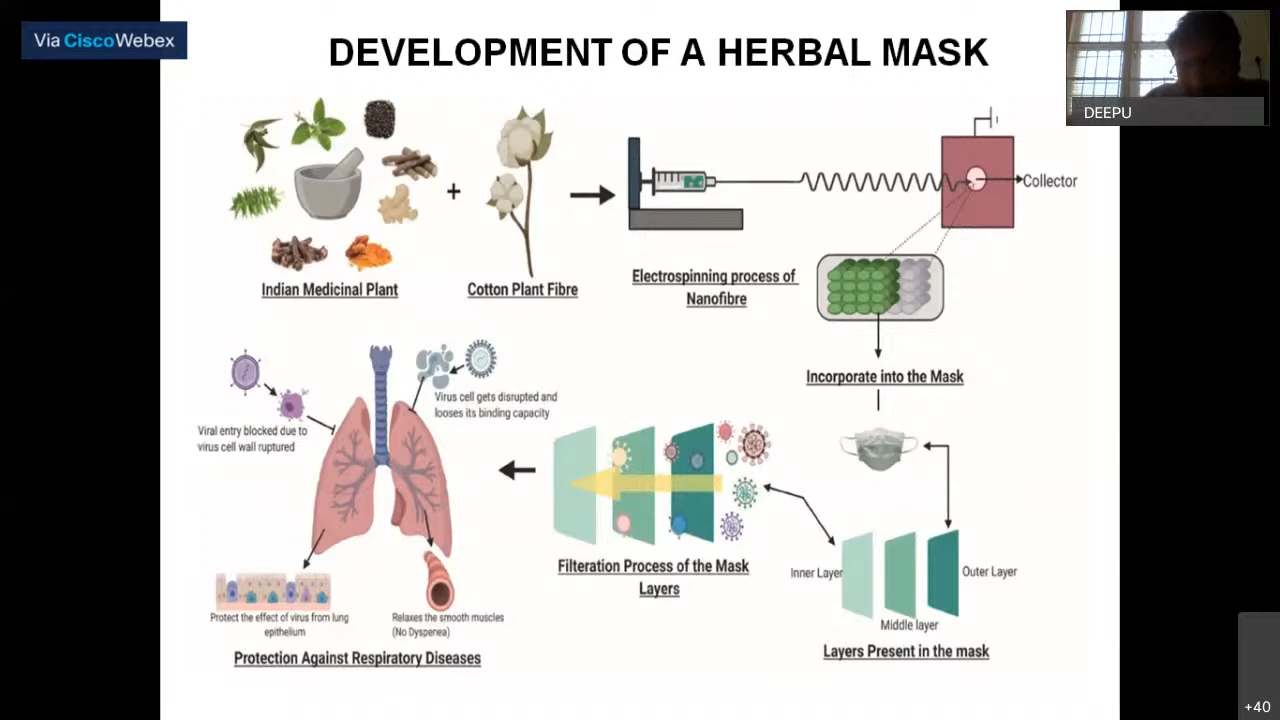 Via CiscoWebex
DEVELOPMENT OF A HERBAL MASK
DEEPU
Collector
Indian Medicinal Plant
Cotton Plant Fibre
Electrospinning process of
Nanofibre
Incorporate into the Mask
Virus cell gets disrupted and
looses its binding capacity
Viral entry blocked due to
virus cell wall ruptured
Inner Layer
Outer Layer
Middle layer
Layers Present in the mask
Filteration Process of the Mask
Layers
Protect the effect of virus from lung
epithelium
Relaxes the smooth muscles
(No Dyspenea)
Protection Against Respiratory Diseases
+40